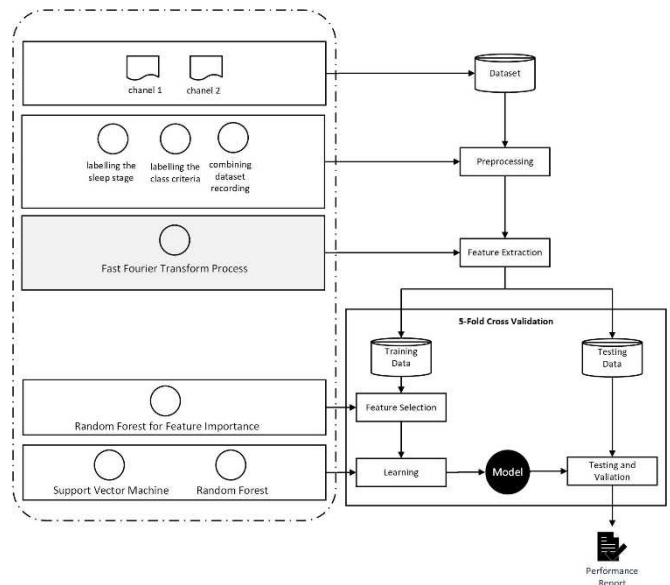 chanel 1
chanel 2
Dataset
labelling the
sleep stage
labelling the
class criteria
combining
dataset
recording
Preprocessing
Fast Fourier Transform Process
Feature Extraction
5-Fold Cross Validation
Training
Data
Testing
Data
Random Forest for Feature Importance
Feature Selection
Support Vector Machine
Random Forest
Learning
Model
Testing and
Valiation
Performance
Report